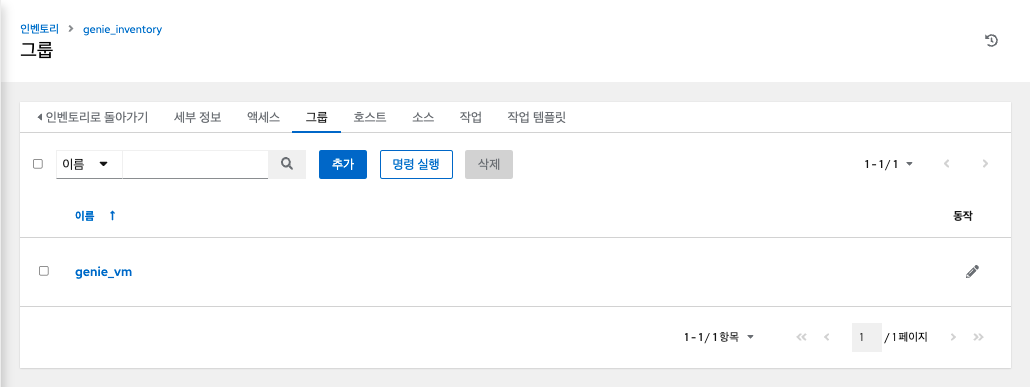 인벤토리 > genie_inventory
그룹
인벤토리로 돌아가기 세부 정보 액세스 그룹 호스트 소스 작업 작업 템플릿
이름 추가 명령 실행 삭제 1 - 1 / 1
이름 동작
genie_vm
1 - 1 / 1 항목 1 / 1 페이지